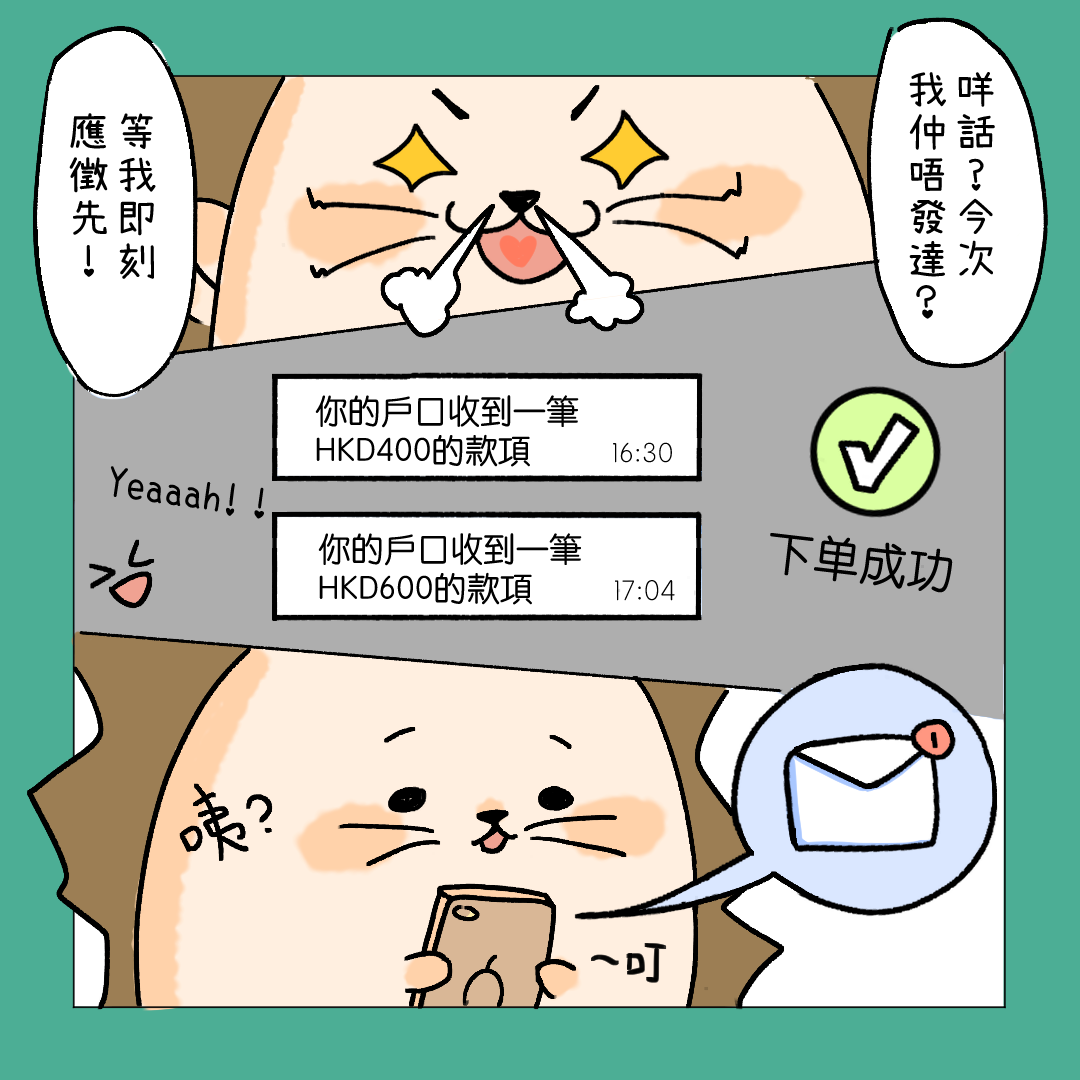 咩話？今次
我仲唔發達？
等我即刻
應徵先！
你的戶口收到一筆
HKD400的款項
16:30
Yeaaah!!
你的戶口收到一筆
HKD600的款項
17:04
下单成功
1
咦?
~叮